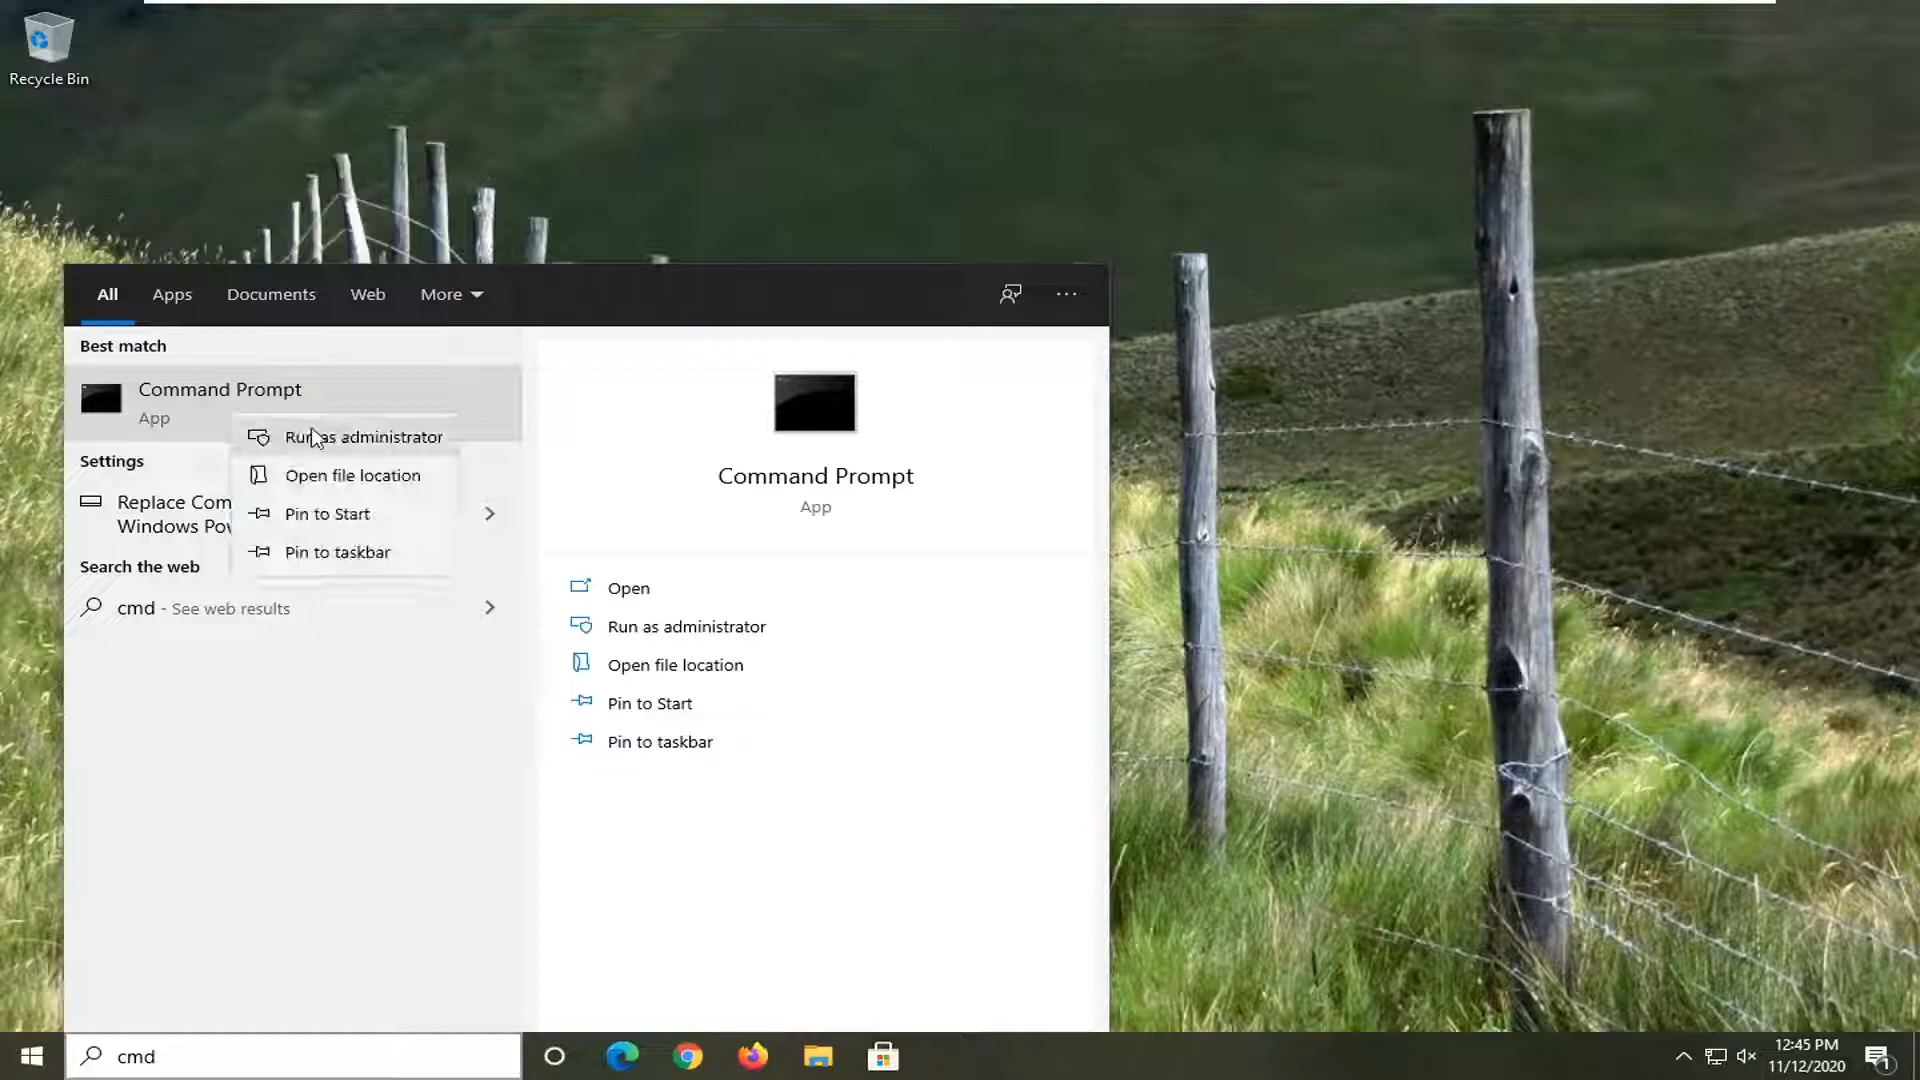 Recycle Bin
All Apps Documents Web More
Best match
Command Prompt
App
Run as administrator
Open file location
Pin to Start
Pin to taskbar
Settings
Replace Com
Windows Pow
Search the web
cmd - See web results
Command Prompt
App
Open
Run as administrator
Open file location
Pin to Start
Pin to taskbar
cmd
12:45 PM
11/12/2020
1